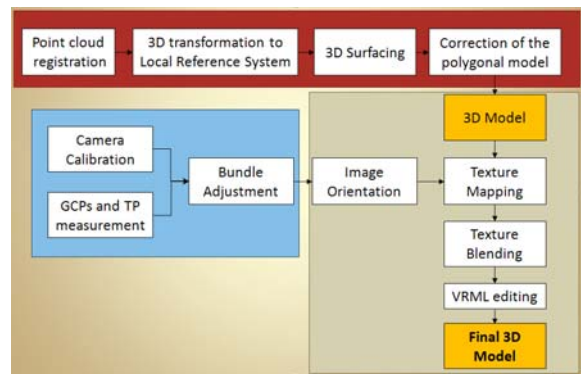 Point cloud
registration
3D transformation to
Local Reference System
3D Surfacing
Correction of the
polygonal model
3D Model
Camera
Calibration
Bundle
Adjustment
Image
Orientation
Texture
Mapping
GCPs and TP
measurement
Texture
Blending
VRML editing
Final 3D
Model